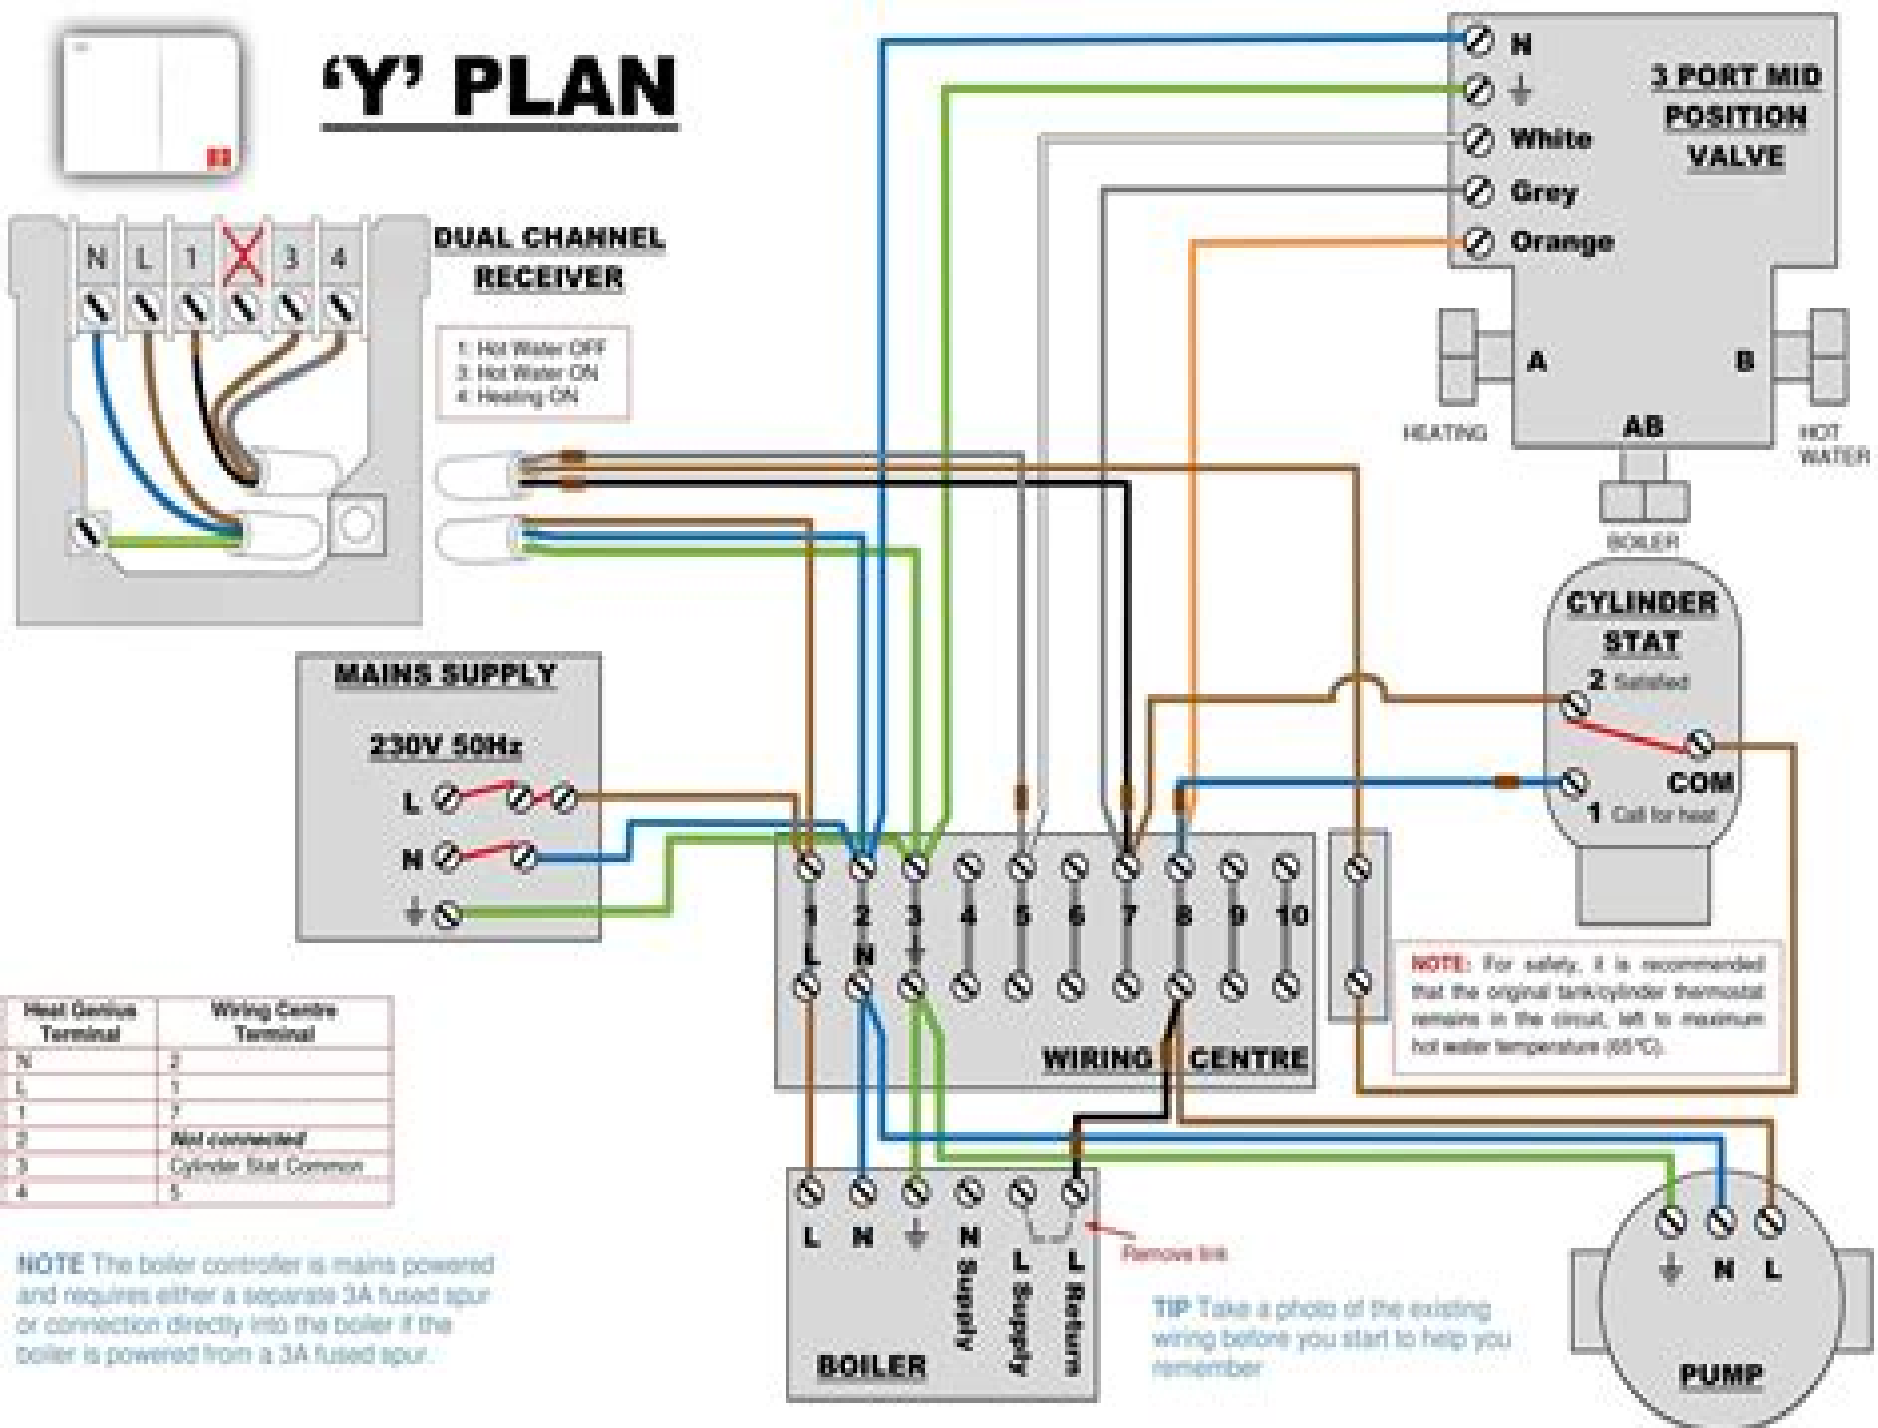 'Y' PLAN
N
⏚
White
Grey
Orange
3 PORT MID
POSITION
VALVE
A
B
AB
HEATING
HOT
WATER
BOILER
N L 1 3 4
DUAL CHANNEL
RECEIVER
1: Hot Water OFF
3: Hot Water ON
4: Heating ON
CYLINDER
STAT
2 Satisfied
COM
1 Call for heat
MAINS SUPPLY
230V 50Hz
L
N
⏚
1 2 3 4 5 6 7 8 9 10
L N ⏚
WIRING CENTRE
NOTE: For safety, it is recommended
that the original tank/cylinder thermostat
remains in the circuit, left to maximum
hot water temperature (65°C).
Heat Genius Terminal Wiring Centre Terminal
N 2
L 1
1 7
2 Not connected
3 Cylinder Stat Common
4 5
NOTE The boiler controller is mains powered
and requires either a separate 3A fused spur
or connection directly into the boiler if the
boiler is powered from a 3A fused spur.
L N ⏚ N Supply L Supply L Return
BOILER
Remove link
TIP Take a photo of the existing
wiring before you start to help you
remember
⏚ N L
PUMP